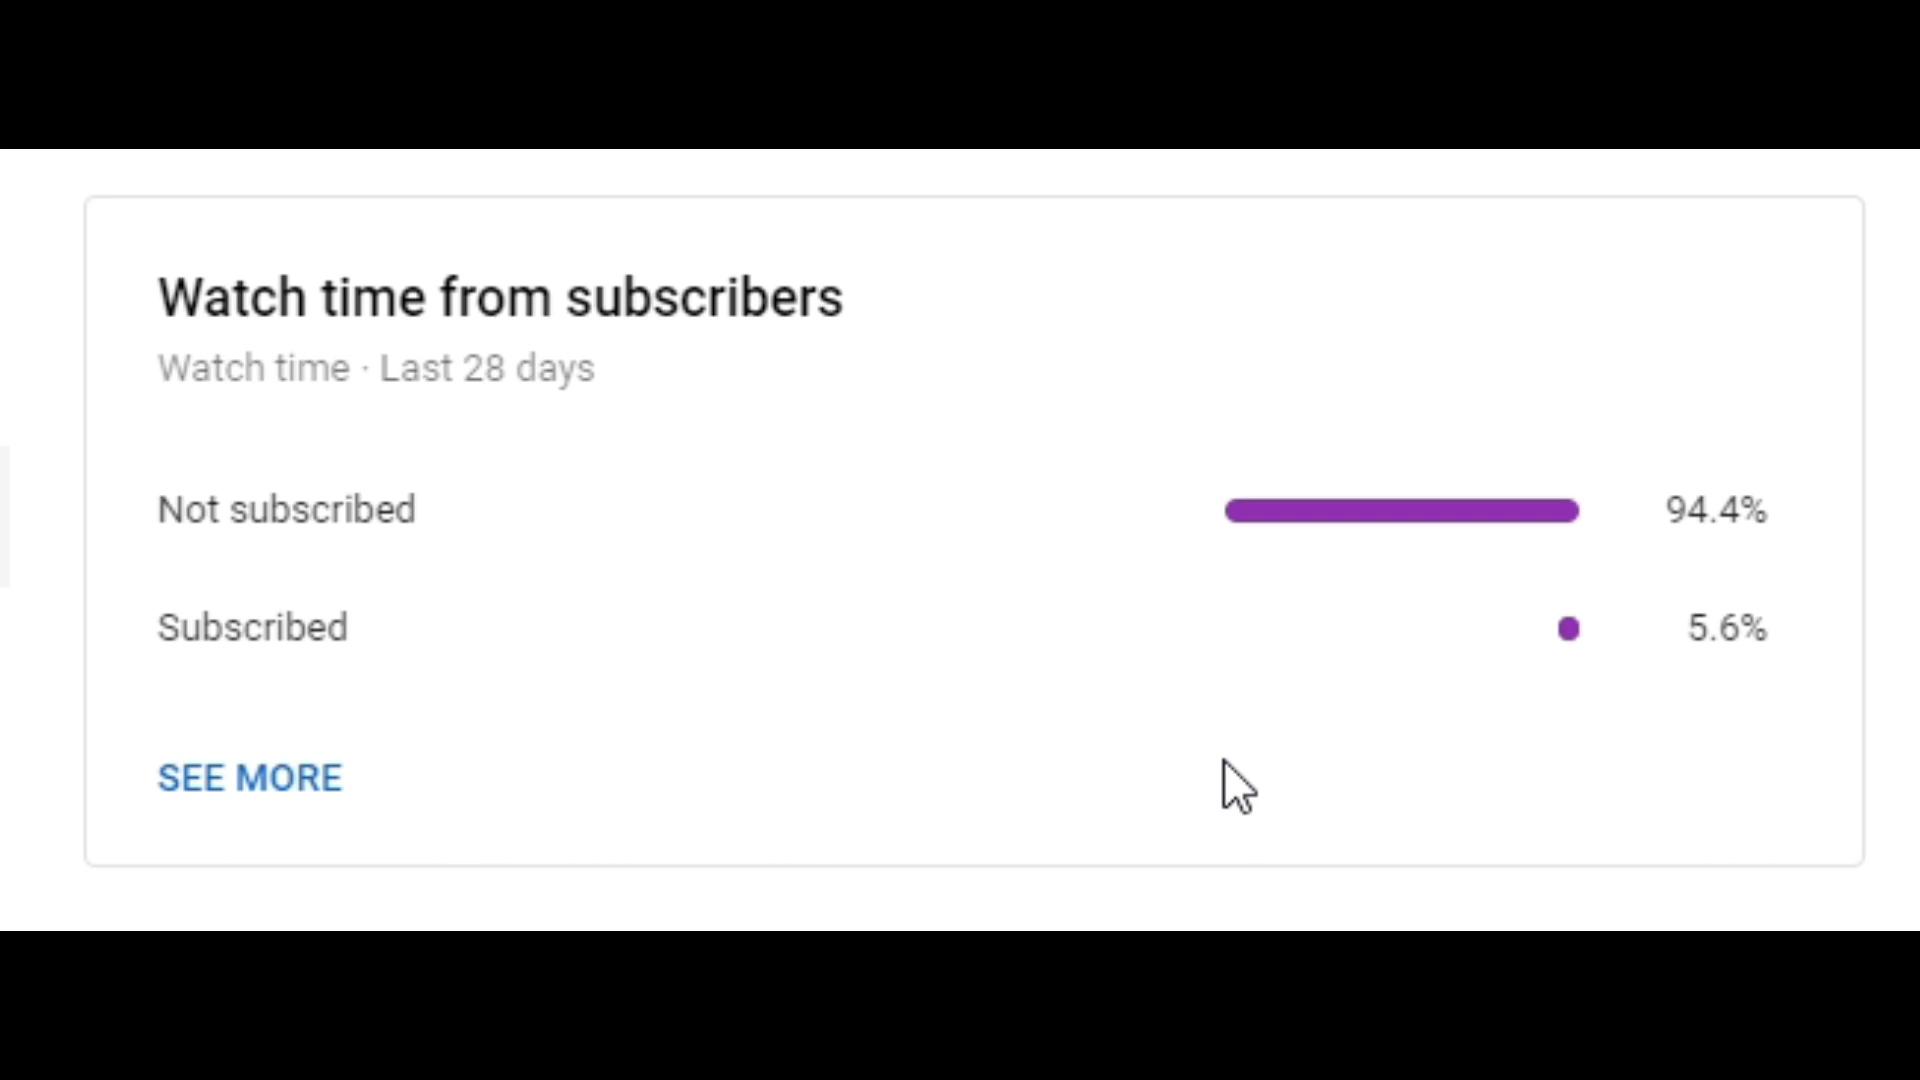 Watch time from subscribers
Watch time · Last 28 days
Not subscribed 94.4%
Subscribed 5.6%
SEE MORE